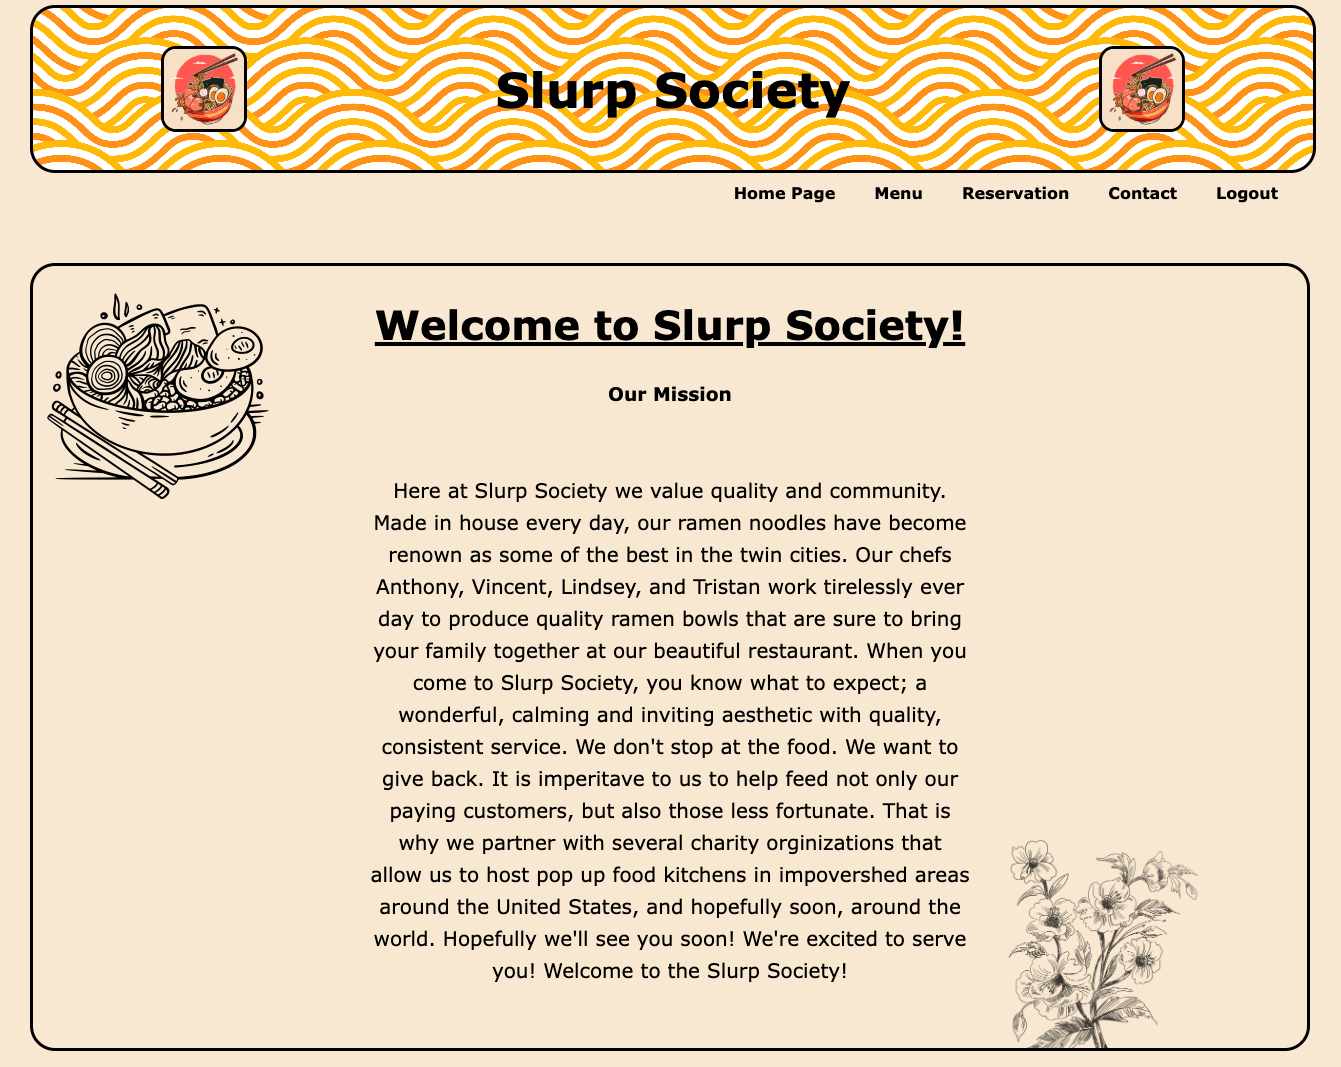 Slurp Society
Home Page Menu Reservation Contact Logout
Welcome to Slurp Society!
Our Mission
Here at Slurp Society we value quality and community.
Made in house every day, our ramen noodles have become
renown as some of the best in the twin cities. Our chefs
Anthony, Vincent, Lindsey, and Tristan work tirelessly ever
day to produce quality ramen bowls that are sure to bring
your family together at our beautiful restaurant. When you
come to Slurp Society, you know what to expect; a
wonderful, calming and inviting aesthetic with quality,
consistent service. We don't stop at the food. We want to
give back. It is imperitave to us to help feed not only our
paying customers, but also those less fortunate. That is
why we partner with several charity orginizations that
allow us to host pop up food kitchens in impovershed areas
around the United States, and hopefully soon, around the
world. Hopefully we'll see you soon! We're excited to serve
you! Welcome to the Slurp Society!